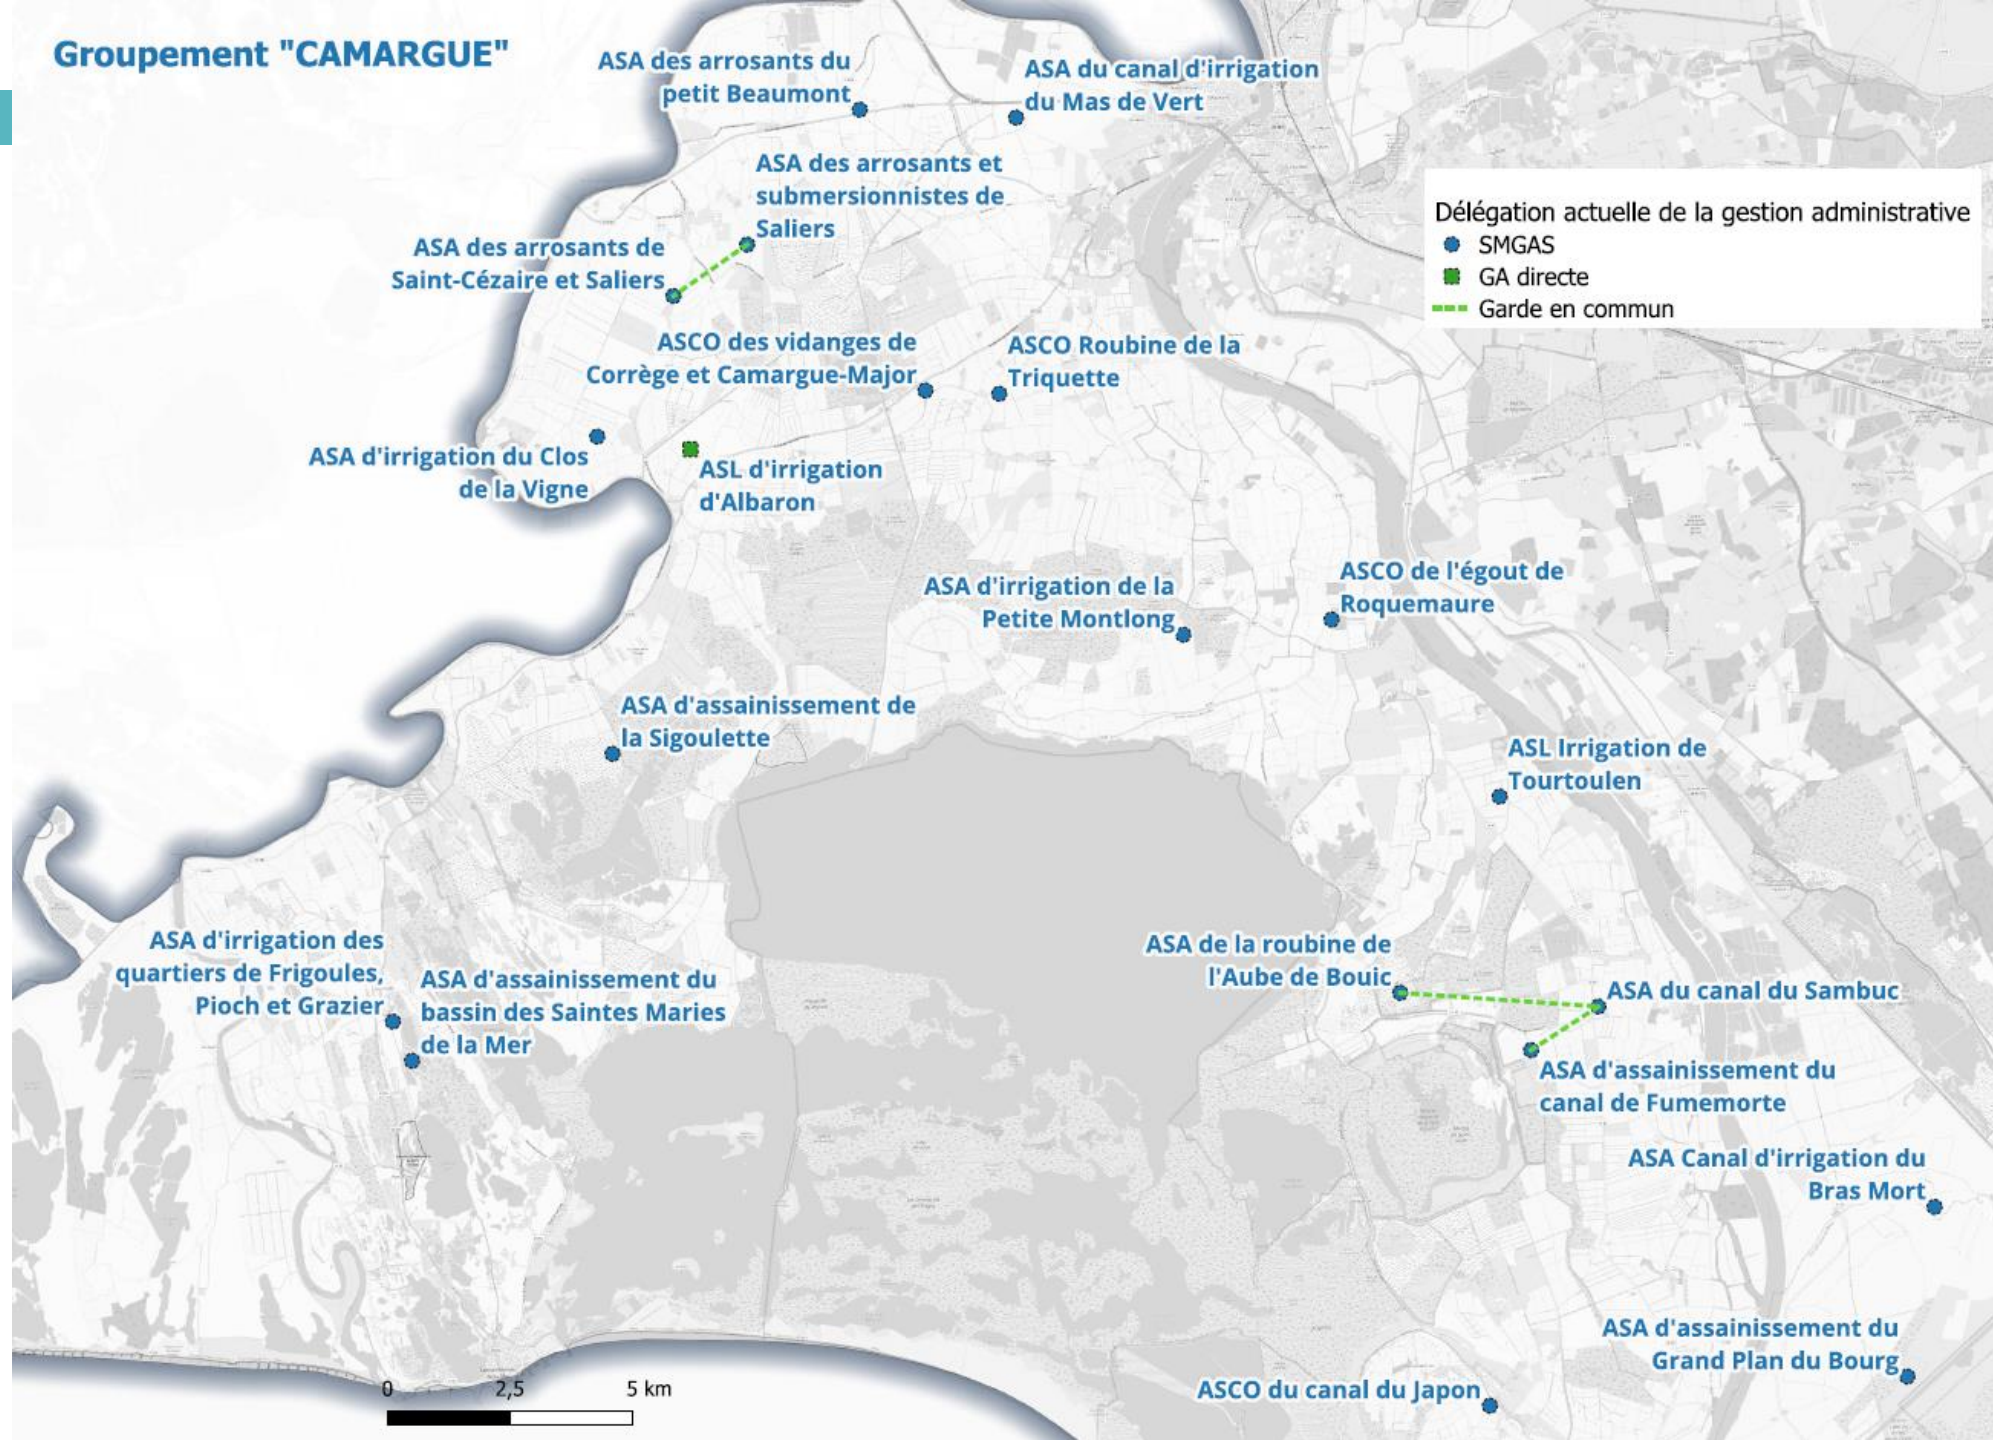 Groupement "CAMARGUE"
ASA des arrosants du
petit Beaumont
ASA du canal d'irrigation
du Mas de Vert
ASA des arrosants et
submersionnistes de
Saliers
ASA des arrosants de
Saint-Cézaire et Saliers
Délégation actuelle de la gestion administrative
SMGAS
GA directe
Garde en commun
ASCO des vidanges de
Corrège et Camargue-Major
ASCO Roubine de la
Triquette
ASA d'irrigation du Clos
de la Vigne
ASL d'irrigation
d'Albaron
ASA d'irrigation de la
Petite Montlong
ASCO de l'égout de
Roquemaure
ASA d'assainissement de
la Sigoulette
ASL Irrigation de
Tourtoulen
ASA d'irrigation des
quartiers de Frigoules,
Pioch et Grazier
ASA d'assainissement du
bassin des Saintes Maries
de la Mer
ASA de la roubine de
l'Aube de Bouic
ASA du canal du Sambuc
ASA d'assainissement du
canal de Fumemorte
ASA Canal d'irrigation du
Bras Mort
ASA d'assainissement du
Grand Plan du Bourg
ASCO du canal du Japon
0 2,5 5 km